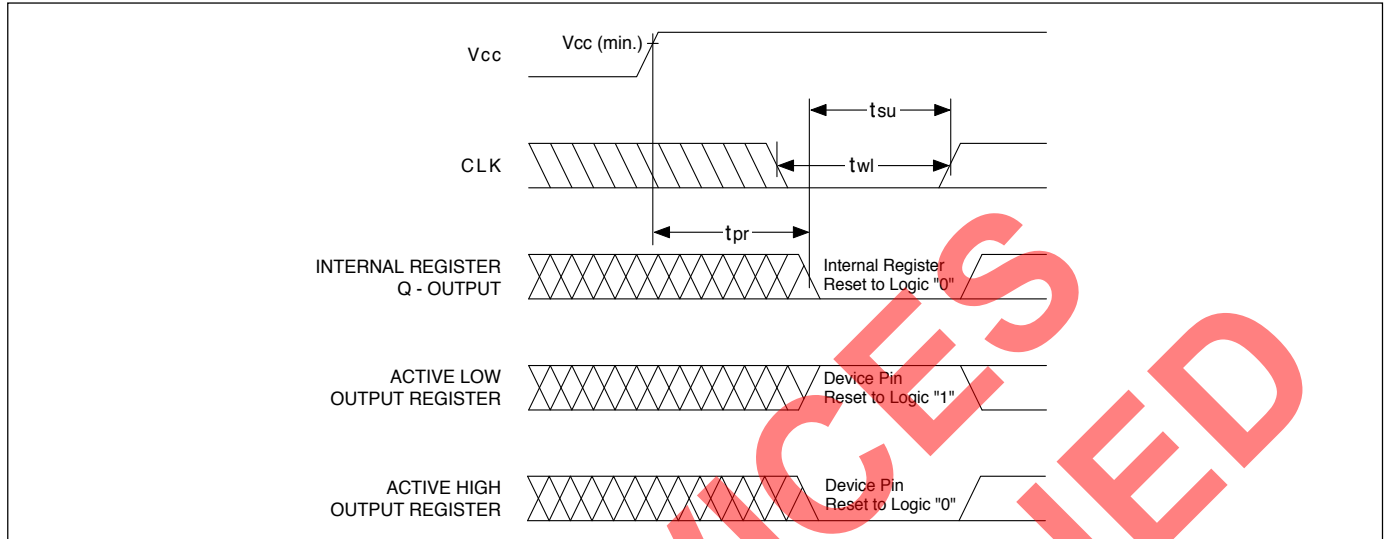 Vcc
Vcc (min.)
tsu
CLK
twl
tpr
INTERNAL REGISTER
Q - OUTPUT
Internal Register
Reset to Logic "0"
ACTIVE LOW
OUTPUT REGISTER
Device Pin
Reset to Logic "1"
ACTIVE HIGH
OUTPUT REGISTER
Device Pin
Reset to Logic "0"